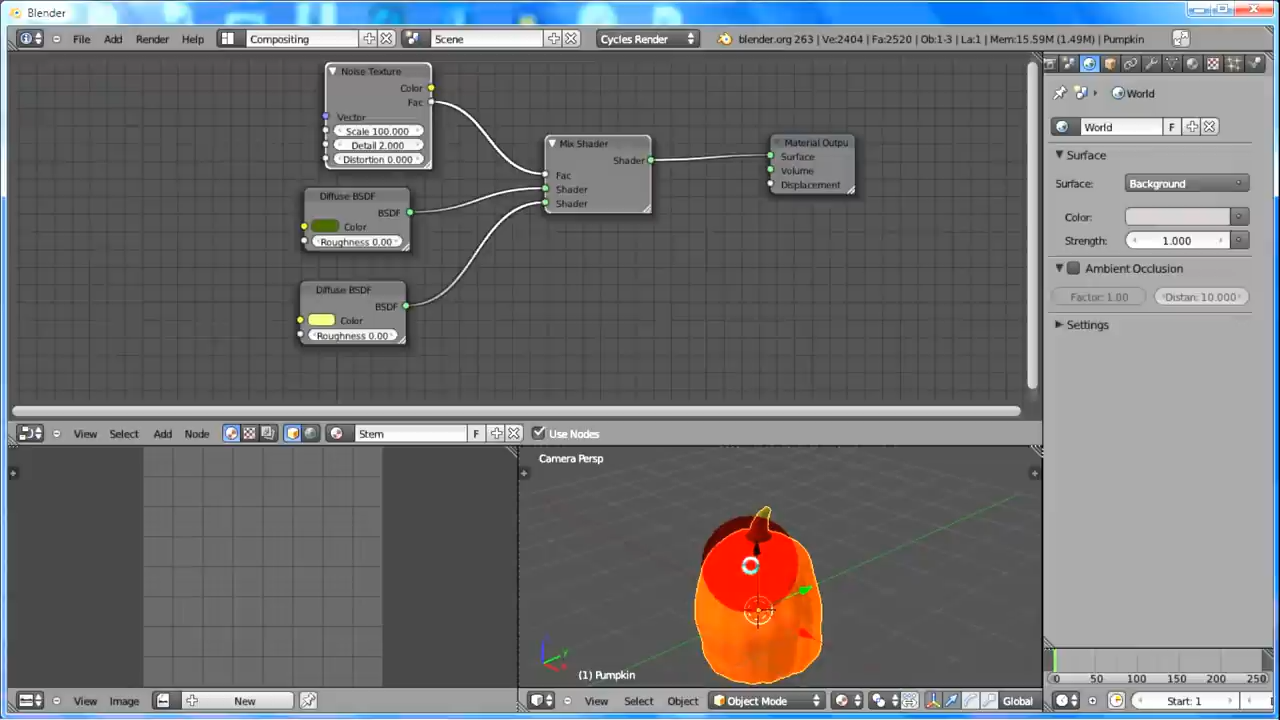 Blender
File Add Render Help Compositing Scene Cycles Render blender.org 263 | Ve:2404 | Fa:2520 | Ob:1-3 | La:1 | Mem:15.59M (1.49M) | Pumpkin
Noise Texture
Color
Fac
Vector
Scale 100.000
Detail 2.000
Distortion 0.000
Diffuse BSDF
BSDF
Color
Roughness 0.00
Diffuse BSDF
BSDF
Color
Roughness 0.00
Mix Shader
Shader
Fac
Shader
Shader
Material Outpu
Surface
Volume
Displacement
World
World F
Surface
Surface: Background
Color:
Strength: 1.000
Ambient Occlusion
Factor: 1.00 Distan: 10.000
Settings
View Select Add Node Stem F Use Nodes
Camera Persp
(1) Pumpkin
0 50 100 150 200 250
View Image New
View Select Object Object Mode Global
Start: 1